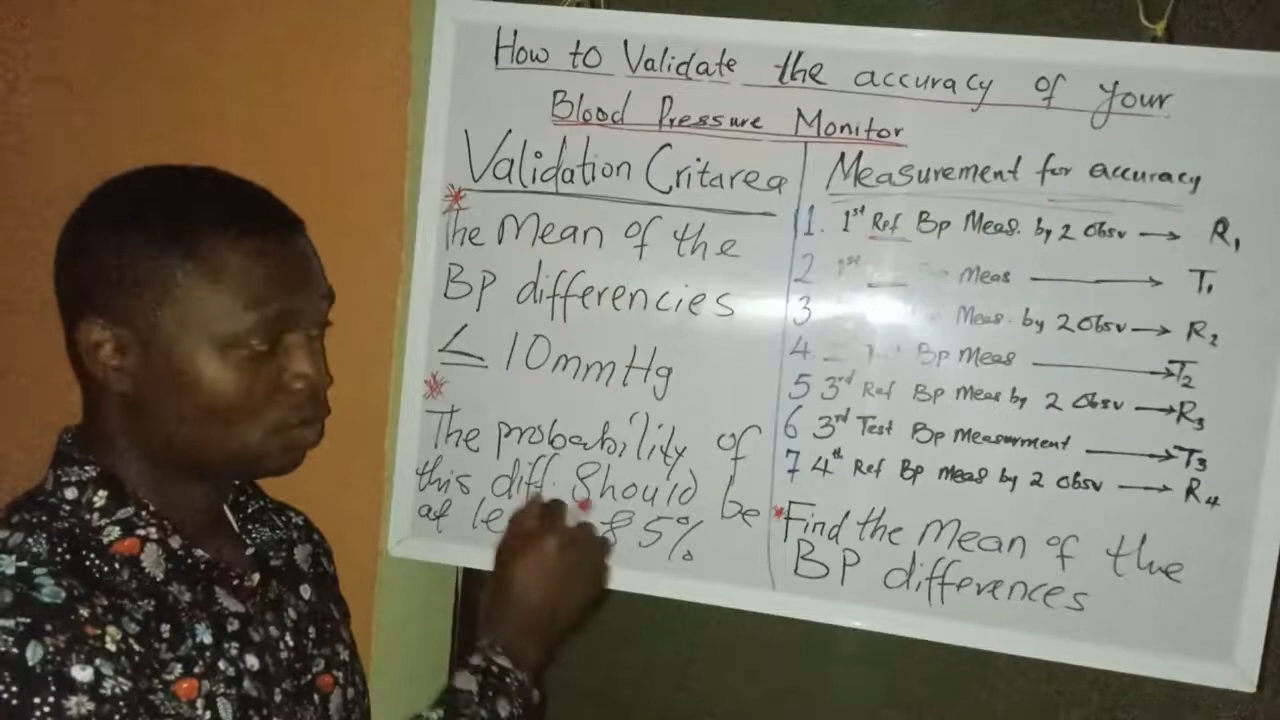 How to Validate the accuracy of your
Blood Pressure Monitor
Validation Critarea
* The Mean of the
BP differencies
≤ 10mmHg
* The probability of
this diff. Should be
at 85%
Measurement for accuracy
1. 1st Ref Bp Meas. by 2 Obsv → R1
2 Meas → T1
3 Meas. by 2 Obsv → R2
4 Bp Meas → T2
5 3rd Ref Bp Meas by 2 Obsv → R3
6 3rd Test Bp Measurment → T3
7 4th Ref Bp meas by 2 obsv → R4
* Find the Mean of the
BP differences